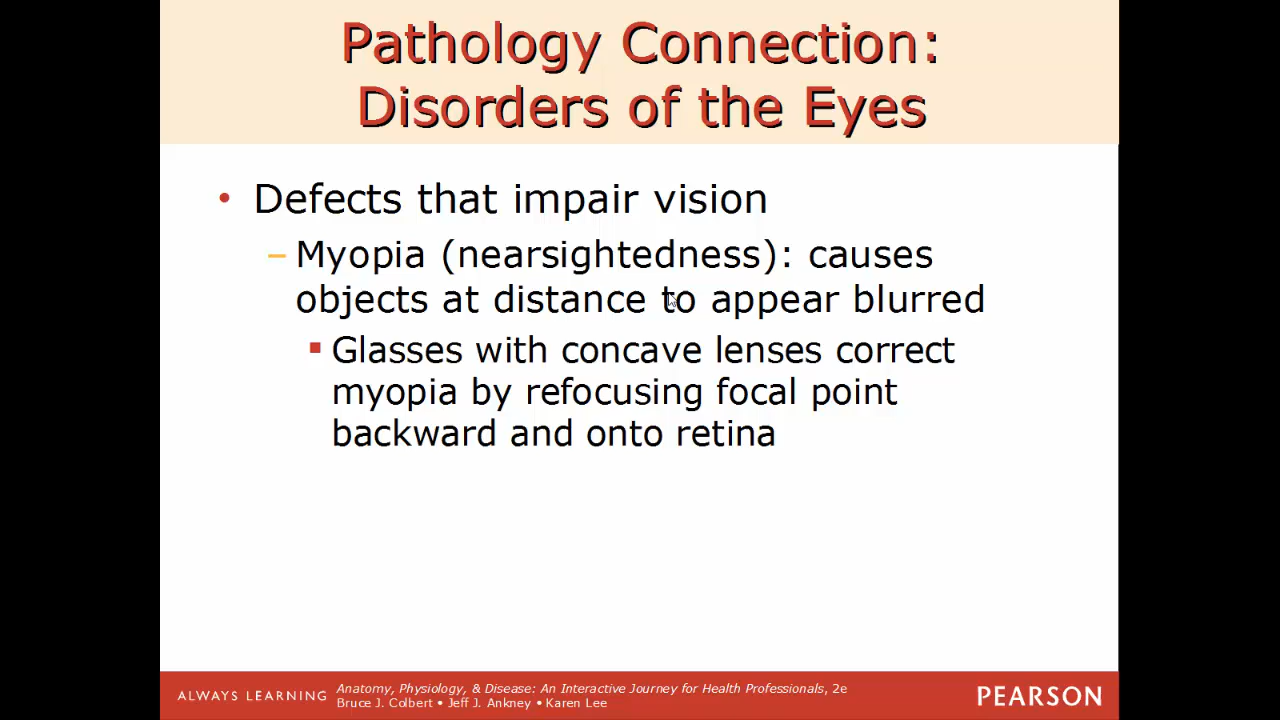 Pathology Connection:
Disorders of the Eyes
• Defects that impair vision
– Myopia (nearsightedness): causes
objects at distance to appear blurred
▪ Glasses with concave lenses correct
myopia by refocusing focal point
backward and onto retina
ALWAYS LEARNING
Anatomy, Physiology, & Disease: An Interactive Journey for Health Professionals, 2e
Bruce J. Colbert • Jeff J. Ankney • Karen Lee
PEARSON